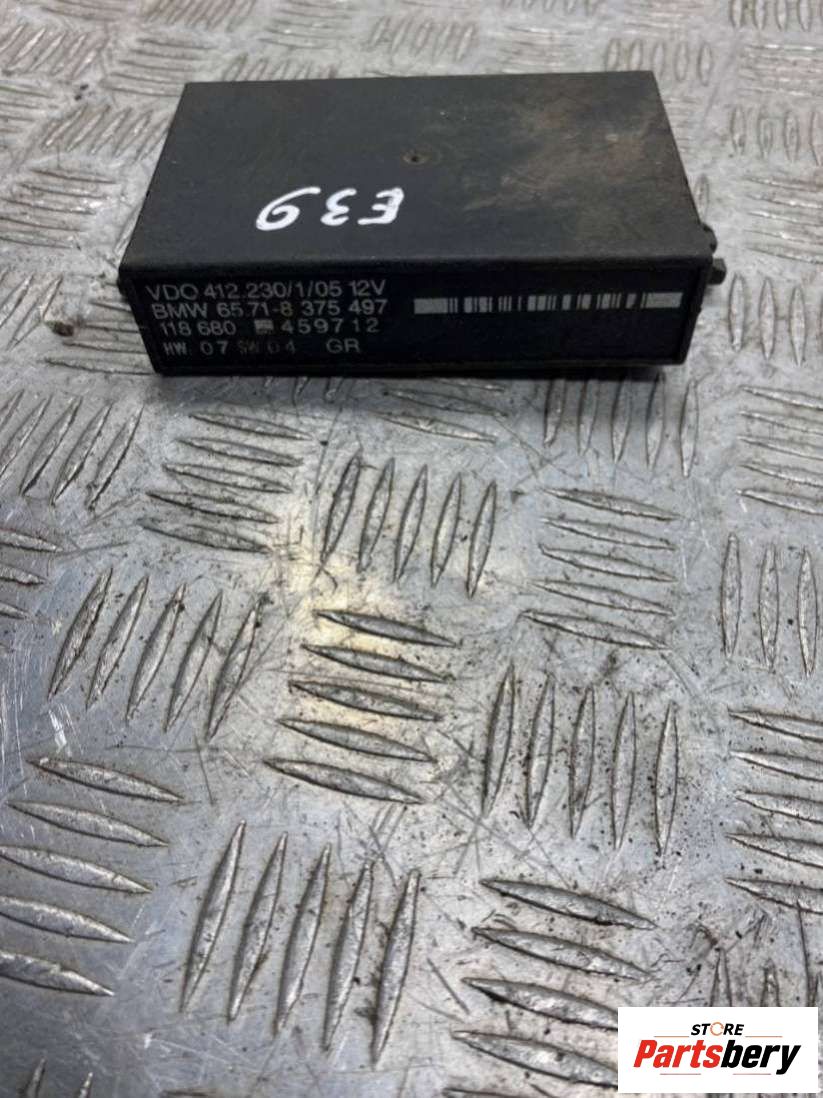 E39
VDO 412.230/1/05 12V
BMW 65.71-8 375 497
118 680 459712
HW 07 SW 04 GR
STORE
Partsbery